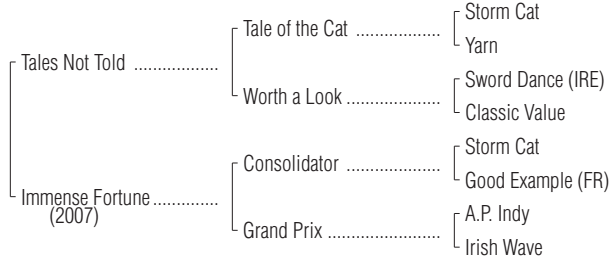 Storm Cat
Tale of the Cat ..................
Yarn
Tales Not Told ..................
Sword Dance (IRE)
Worth a Look ....................
Classic Value
Storm Cat
Consolidator ....................
Good Example (FR)
Immense Fortune ..............
(2007)
A.P. Indy
Grand Prix ........................
Irish Wave